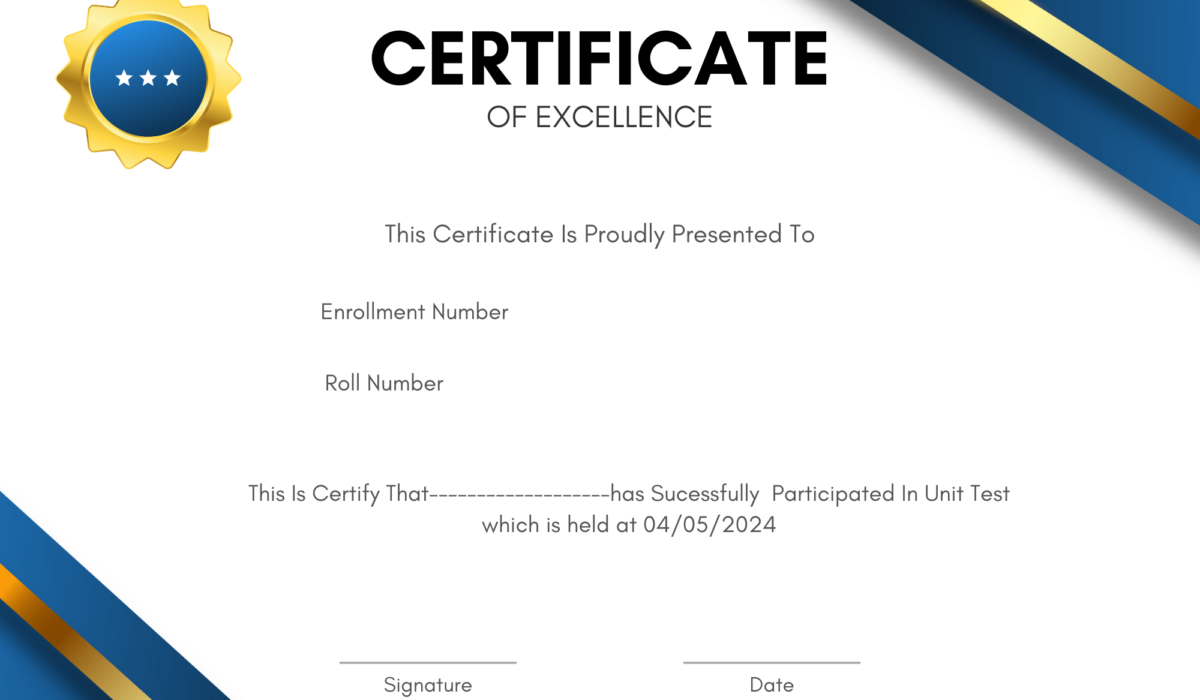 CERTIFICATE
OF EXCELLENCE
This Certificate Is Proudly Presented To
Enrollment Number
Roll Number
This Is Certify That-------------------has Sucessfully  Participated In Unit Test
which is held at 04/05/2024
Signature
Date